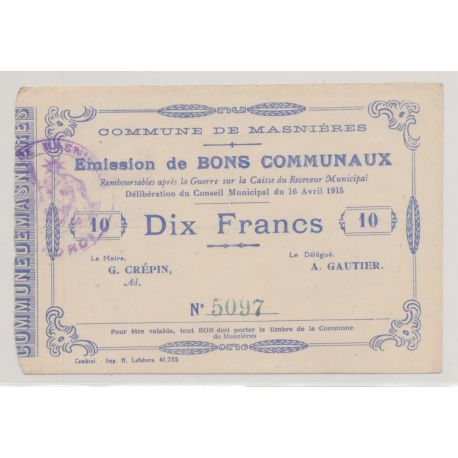 COMMUNE DE MASNIÈRES
COMMUNE DE MASNIÈRES
Emission de BONS COMMUNAUX
Remboursables après la Guerre sur la Caisse du Receveur Municipal
Délibération du Conseil Municipal du 16 Avril 1915
10 Dix Francs 10
Le Maire, Le Délégué,
G. CRÉPIN, A. GAUTIER.
Ad.
N° 5097
Pour être valable, tout BON doit porter le timbre de la Commune
de Masnières
Cambrai. - Imp. H. Lefebvre. 41.785